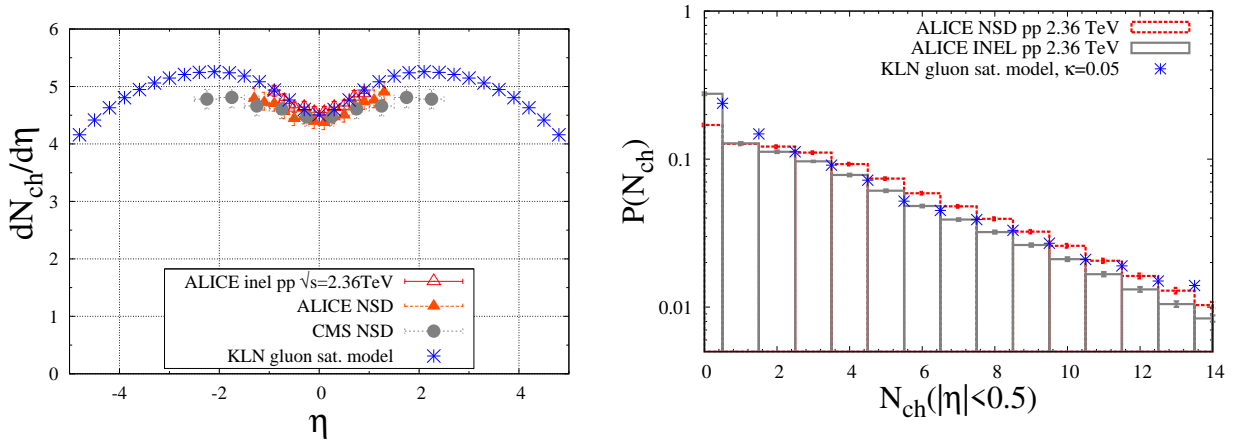 6
5
4
3
2
1
0
dN_ch/dη
-4 -2 0 2 4
η
ALICE inel pp √s=2.36TeV
ALICE NSD
CMS NSD
KLN gluon sat. model
1
0.1
0.01
P(N_ch)
0 2 4 6 8 10 12 14
N_ch(|η|<0.5)
ALICE NSD pp 2.36 TeV
ALICE INEL pp 2.36 TeV
KLN gluon sat. model, κ=0.05